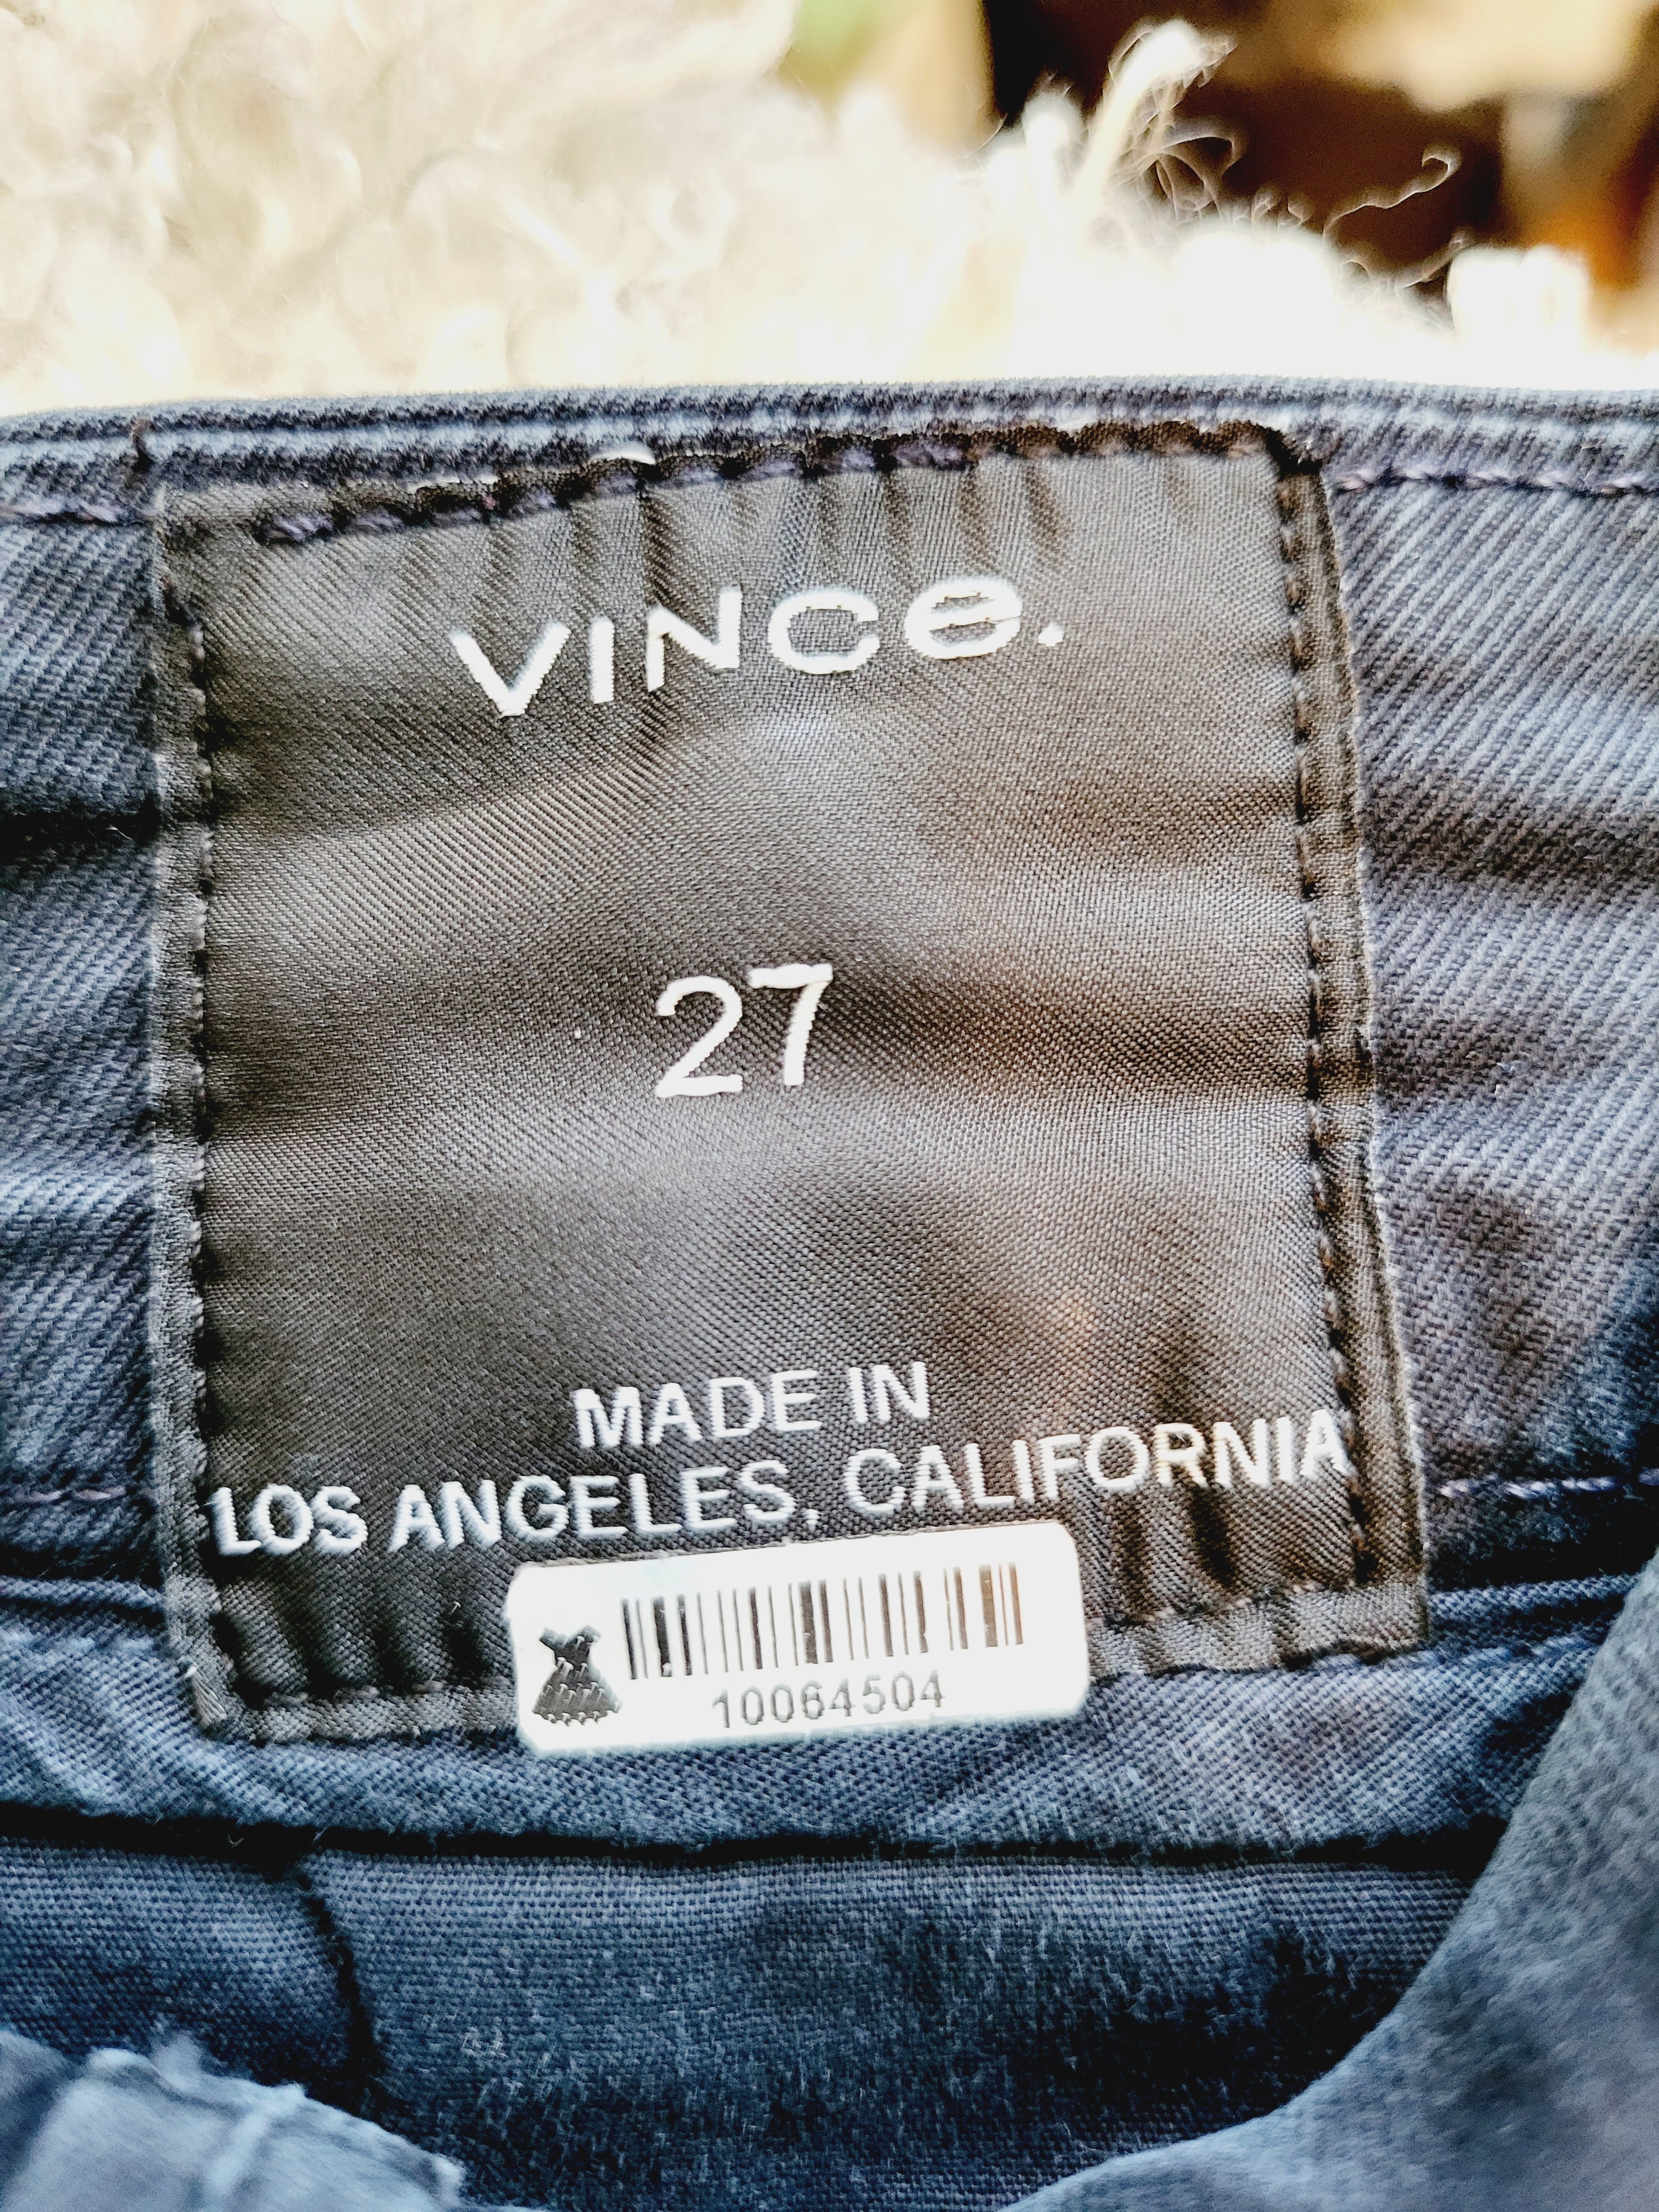 VINCe.
27
MADE IN
LOS ANGELES, CALIFORNIA
10064504